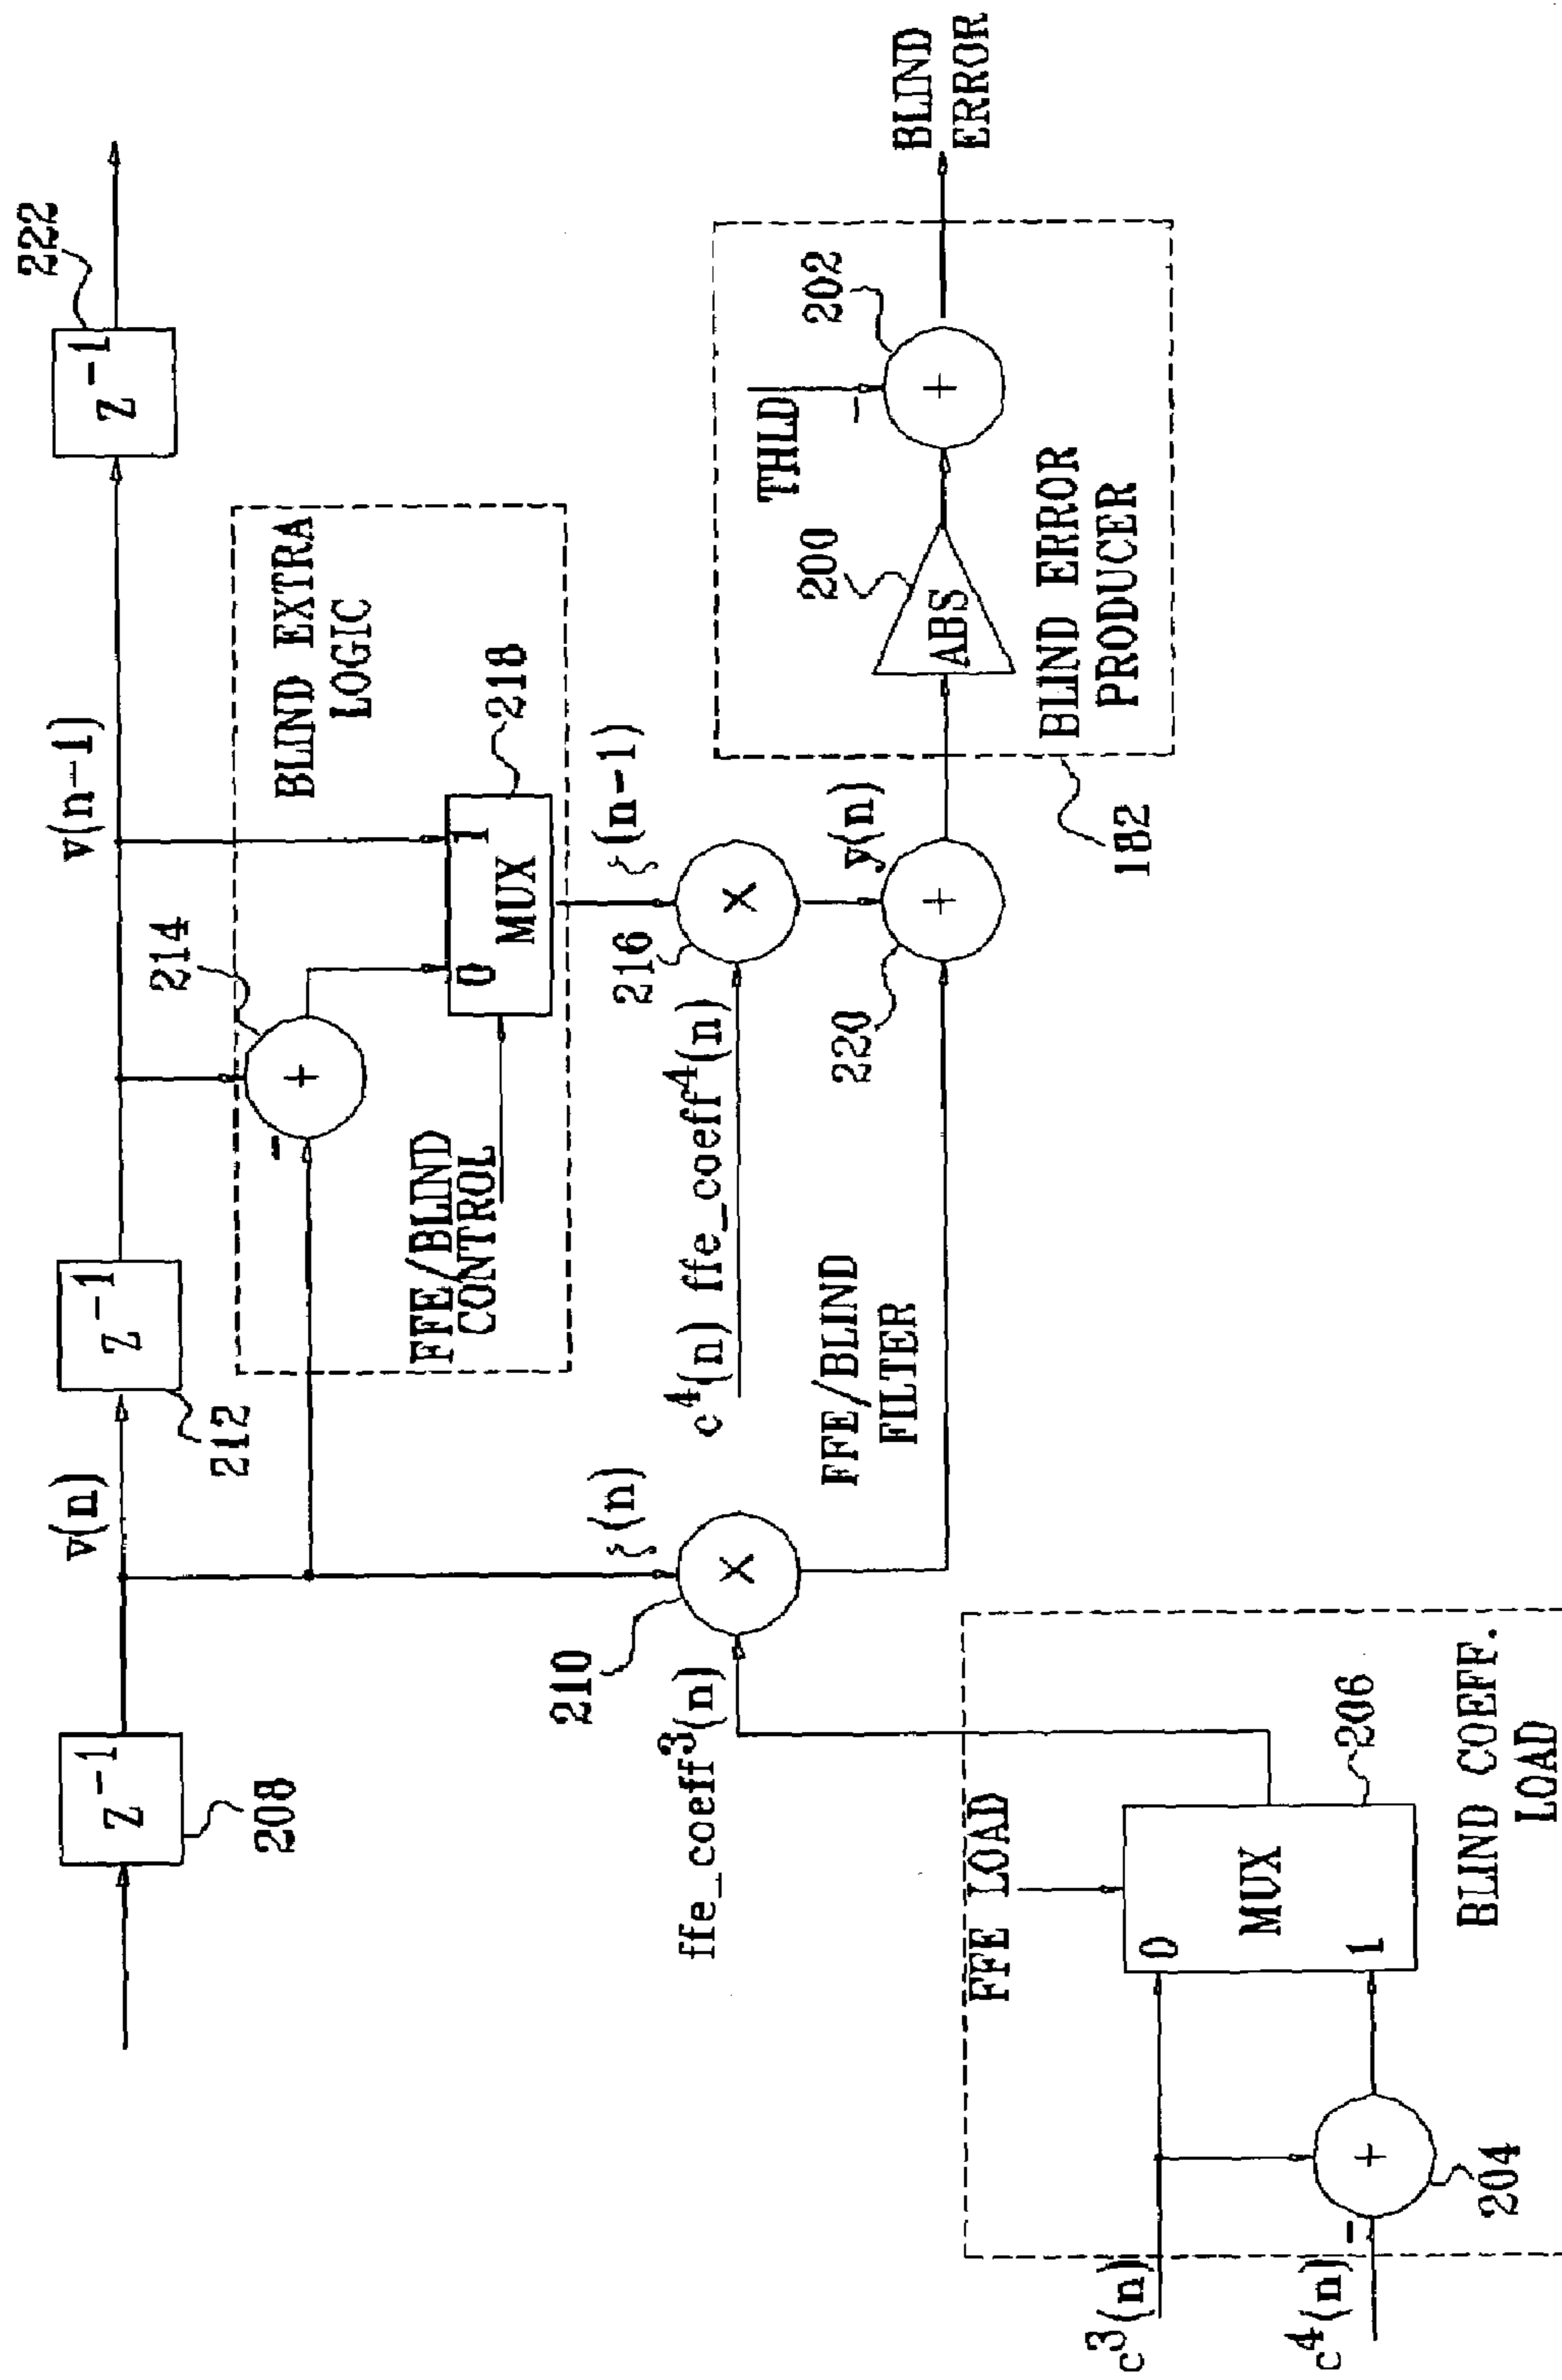 222
Z⁻¹
v(n-1)
Z⁻¹
212
v(n)
Z⁻¹
208
BLIND EXTRA
LOGIC
214
-
+
218
0 MUX 1
FFE/BLIND
CONTROL
ξ(n-1)
216
×
c⁴(n) ffe_coeff⁴(n)
ξ(n)
210
×
ffe_coeff³(n)
FFE/BLIND
FILTER
y(n)
220
+
182
BLIND ERROR
PRODUCER
200
ABS
THLD
-
202
+
BLIND
ERROR
FFE LOAD
0
MUX
1
206
BLIND COEFF.
LOAD
c³(n)
c⁴(n)
-
+
204